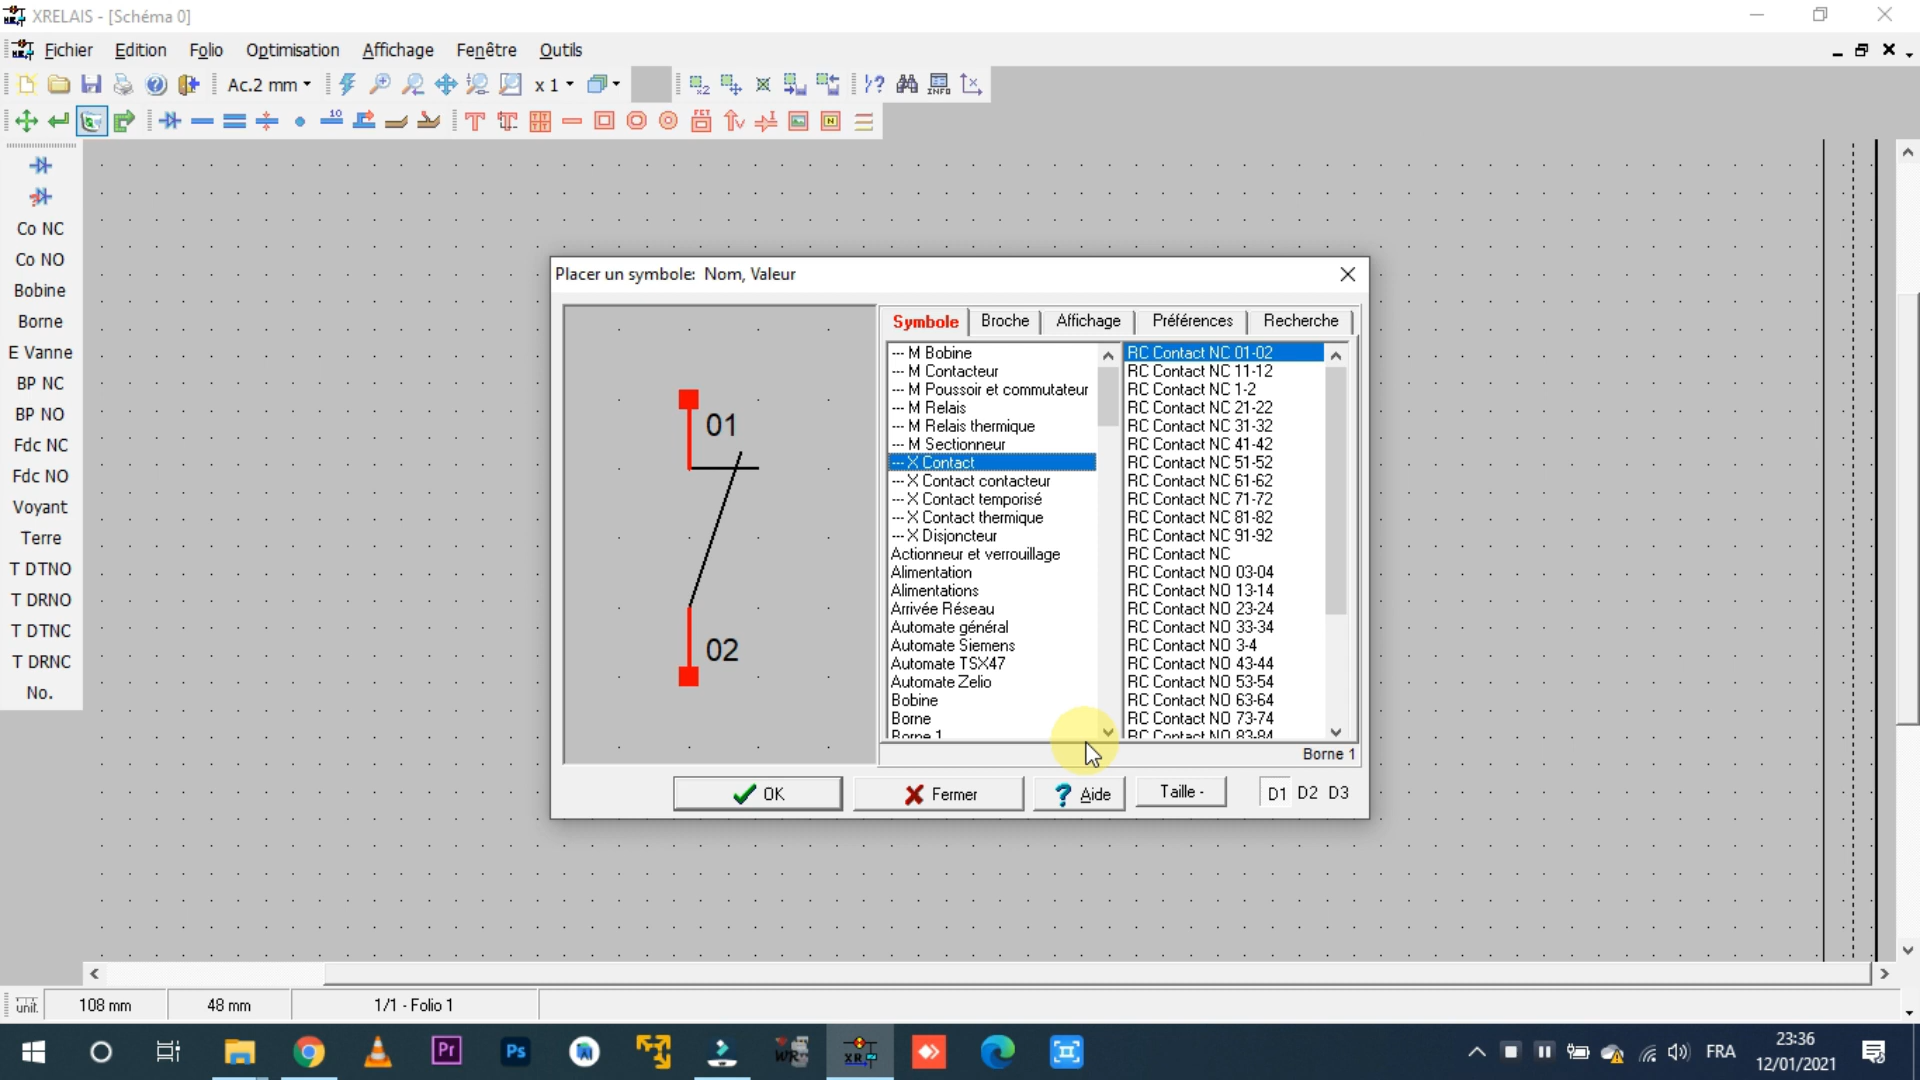 XRELAIS - [Schéma 0]
Fichier Edition Folio Optimisation Affichage Fenêtre Outils
Ac.2 mm x 1
Co NC
Co NO
Bobine
Borne
E Vanne
BP NC
BP NO
Fdc NC
Fdc NO
Voyant
Terre
T DTNO
T DRNO
T DTNC
T DRNC
No.
Placer un symbole: Nom, Valeur
01
02
Symbole Broche Affichage Préférences Recherche
--- M Bobine
--- M Contacteur
--- M Poussoir et commutateur
--- M Relais
--- M Relais thermique
--- M Sectionneur
--- X Contact
--- X Contact contacteur
--- X Contact temporisé
--- X Contact thermique
--- X Disjoncteur
Actionneur et verrouillage
Alimentation
Alimentations
Arrivée Réseau
Automate général
Automate Siemens
Automate TSX47
Automate Zelio
Bobine
Borne
Borne 1
RC Contact NC 01-02
RC Contact NC 11-12
RC Contact NC 1-2
RC Contact NC 21-22
RC Contact NC 31-32
RC Contact NC 41-42
RC Contact NC 51-52
RC Contact NC 61-62
RC Contact NC 71-72
RC Contact NC 81-82
RC Contact NC 91-92
RC Contact NC
RC Contact NO 03-04
RC Contact NO 13-14
RC Contact NO 23-24
RC Contact NO 33-34
RC Contact NO 3-4
RC Contact NO 43-44
RC Contact NO 53-54
RC Contact NO 63-64
RC Contact NO 73-74
RC Contact NO 83-84
Borne 1
OK Fermer Aide Taille - D1 D2 D3
unit. 108 mm 48 mm 1/1 - Folio 1
Pr Ps XR FRA
23:36
12/01/2021